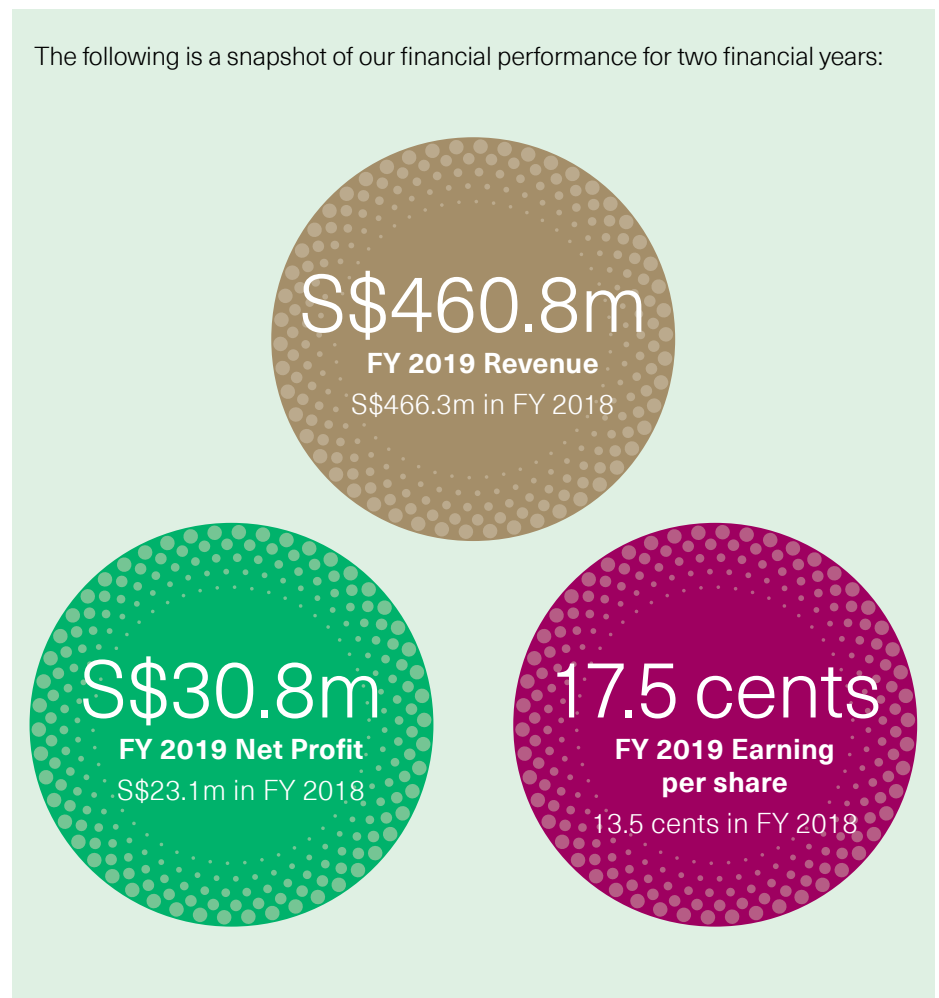 The following is a snapshot of our financial performance for two financial years:
S$460.8m
FY 2019 Revenue
S$466.3m in FY 2018
S$30.8m
FY 2019 Net Profit
S$23.1m in FY 2018
17.5 cents
FY 2019 Earning
per share
13.5 cents in FY 2018